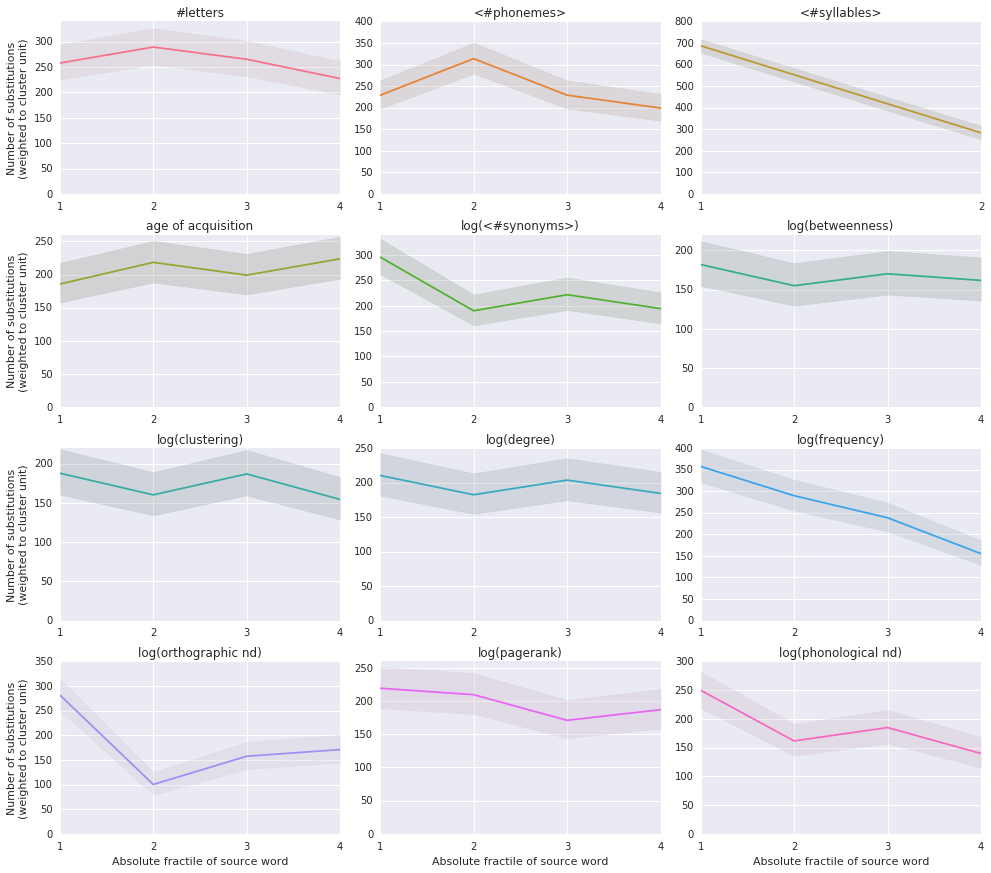 #letters
<#phonemes>
<#syllables>
Number of substitutions
(weighted to cluster unit)
300
250
200
150
100
50
0
1 2 3 4
400
350
300
250
200
150
100
50
0
1 2 3 4
800
700
600
500
400
300
200
100
0
1 2
age of acquisition
log(<#synonyms>)
log(betweenness)
Number of substitutions
(weighted to cluster unit)
250
200
150
100
50
0
1 2 3 4
300
250
200
150
100
50
0
1 2 3 4
200
150
100
50
0
1 2 3 4
log(clustering)
log(degree)
log(frequency)
Number of substitutions
(weighted to cluster unit)
200
150
100
50
0
1 2 3 4
250
200
150
100
50
0
1 2 3 4
400
350
300
250
200
150
100
50
0
1 2 3 4
log(orthographic nd)
log(pagerank)
log(phonological nd)
Number of substitutions
(weighted to cluster unit)
350
300
250
200
150
100
50
0
1 2 3 4
Absolute fractile of source word
250
200
150
100
50
0
1 2 3 4
Absolute fractile of source word
300
250
200
150
100
50
0
1 2 3 4
Absolute fractile of source word